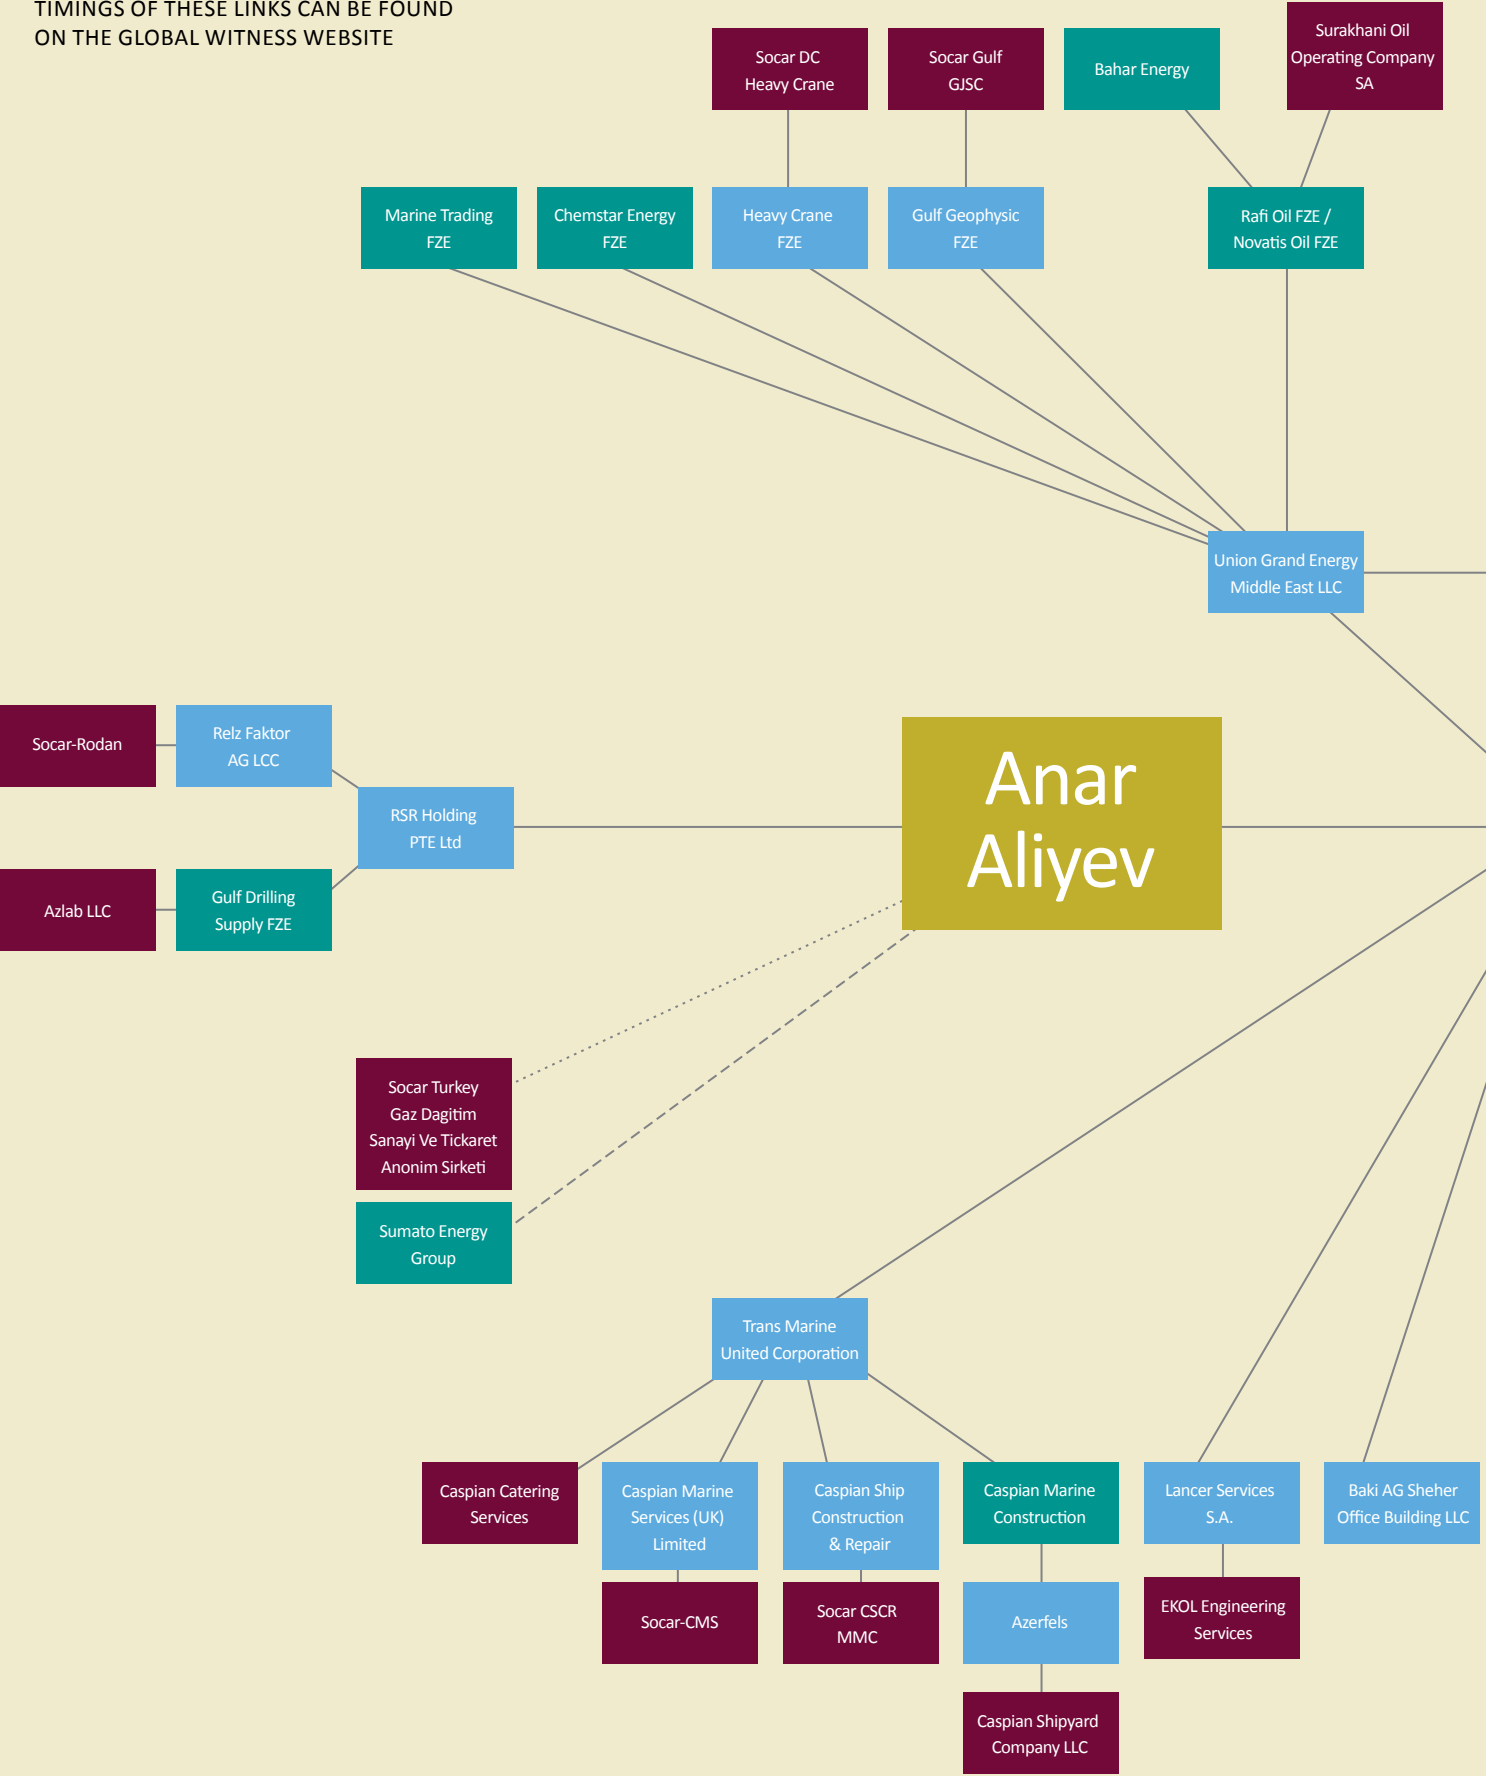 TIMINGS OF THESE LINKS CAN BE FOUND
ON THE GLOBAL WITNESS WEBSITE
Socar DC
Heavy Crane
Socar Gulf
GJSC
Bahar Energy
Surakhani Oil
Operating Company
SA
Marine Trading
FZE
Chemstar Energy
FZE
Heavy Crane
FZE
Gulf Geophysic
FZE
Rafi Oil FZE /
Novatis Oil FZE
Union Grand Energy
Middle East LLC
Socar-Rodan
Relz Faktor
AG LCC
RSR Holding
PTE Ltd
Azlab LLC
Gulf Drilling
Supply FZE
Anar
Aliyev
Socar Turkey
Gaz Dagitim
Sanayi Ve Tickaret
Anonim Sirketi
Sumato Energy
Group
Trans Marine
United Corporation
Caspian Catering
Services
Caspian Marine
Services (UK)
Limited
Caspian Ship
Construction
& Repair
Caspian Marine
Construction
Lancer Services
S.A.
Baki AG Sheher
Office Building LLC
Socar-CMS
Socar CSCR
MMC
Azerfels
EKOL Engineering
Services
Caspian Shipyard
Company LLC